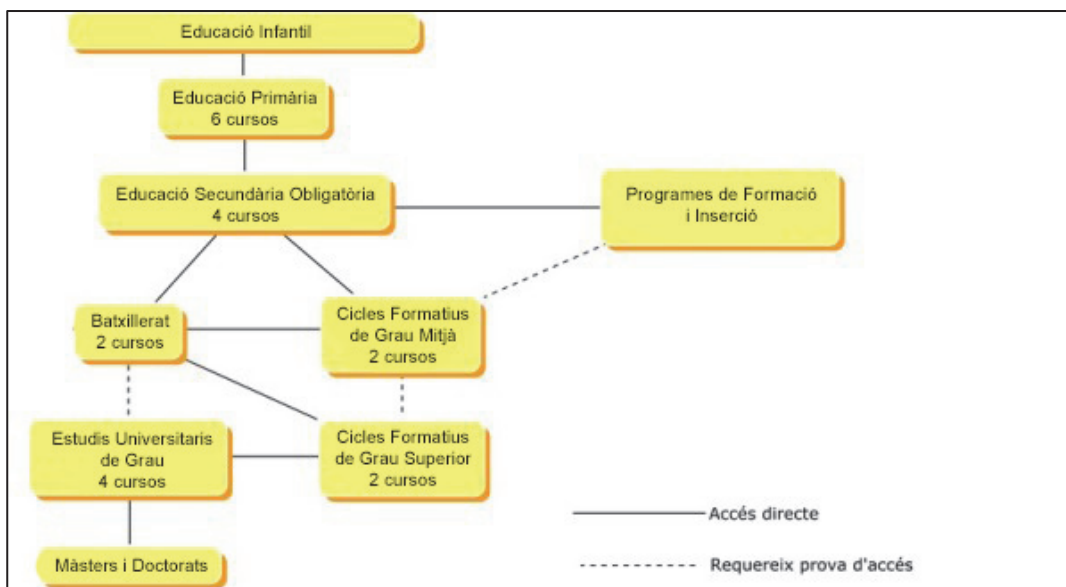 Educació Infantil
Educació Primària
6 cursos
Educació Secundària Obligatòria
4 cursos
Programes de Formació
i Inserció
Batxillerat
2 cursos
Cicles Formatius
de Grau Mitjà
2 cursos
Estudis Universitaris
de Grau
4 cursos
Cicles Formatius
de Grau Superior
2 cursos
Màsters i Doctorats
Accés directe
Requereix prova d'accés